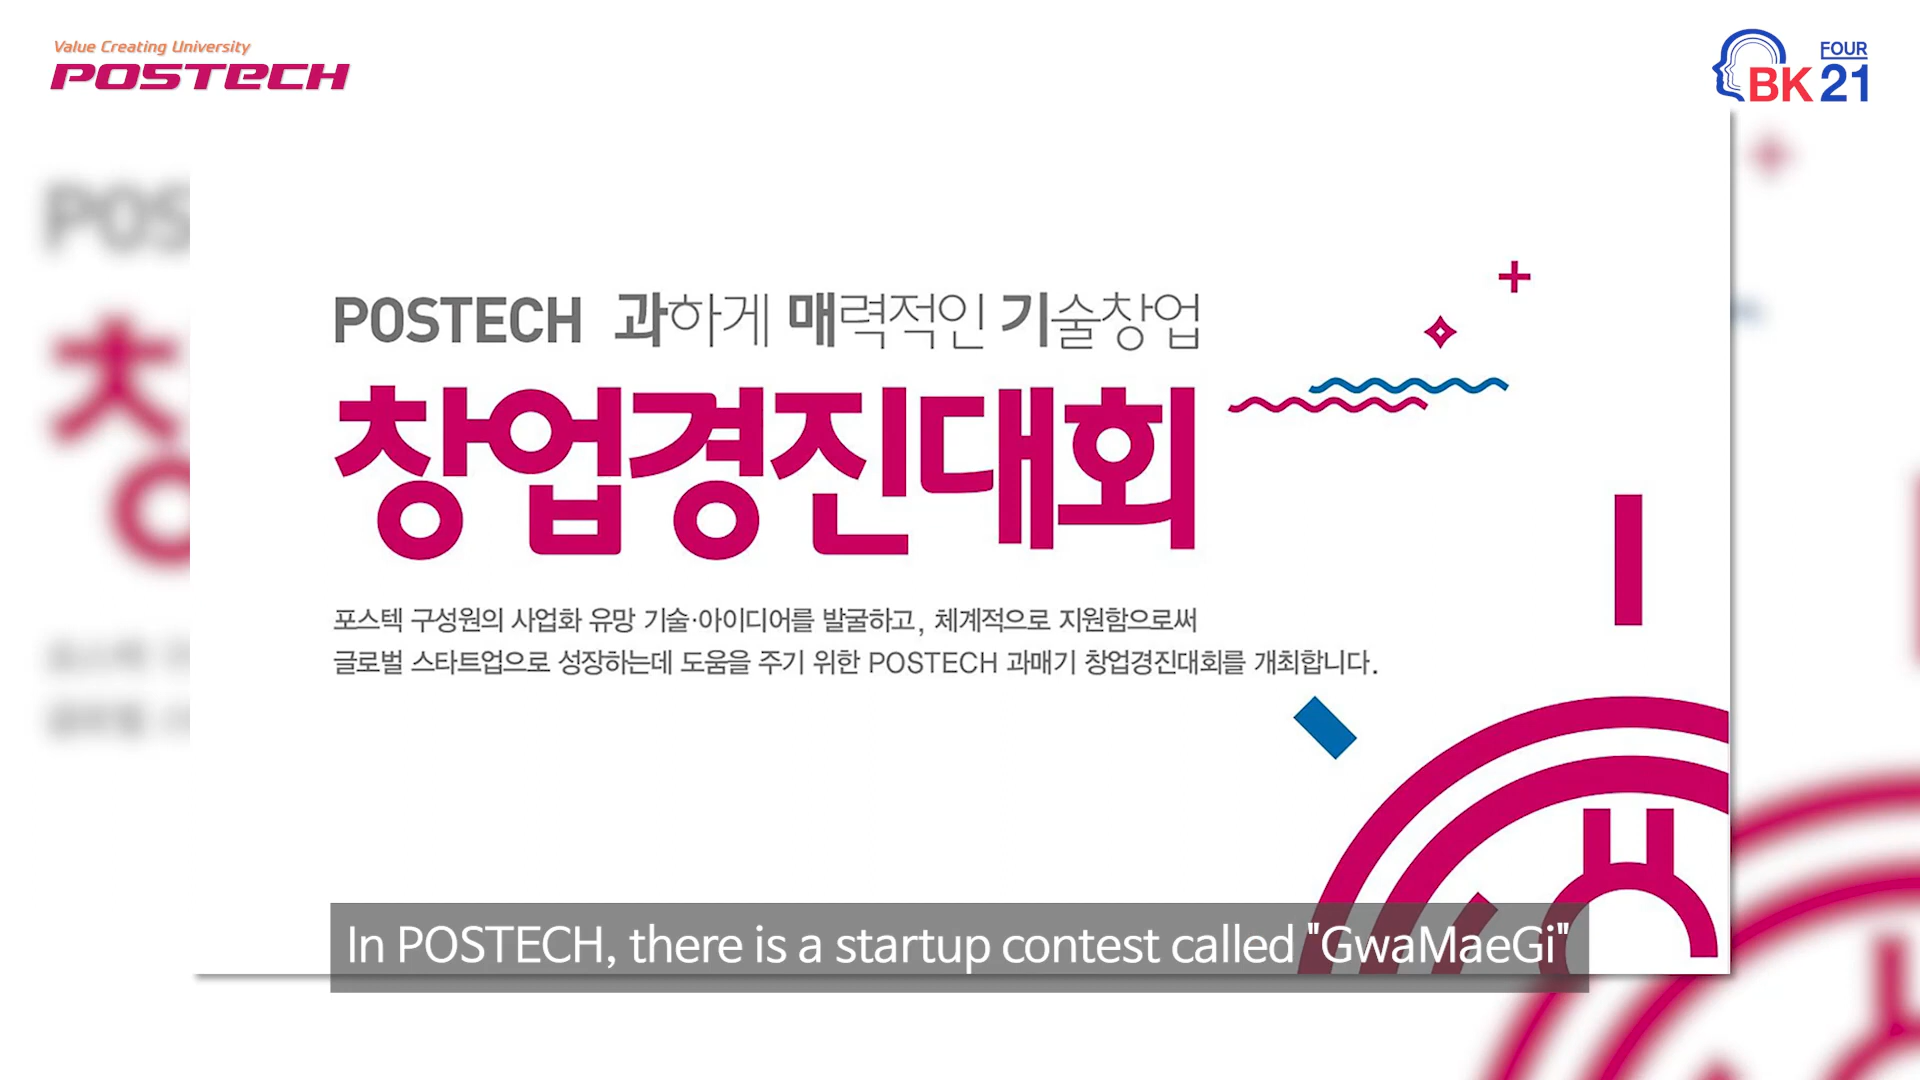 Value Creating University
POSTECH
FOUR
BK 21
POSTECH 과하게 매력적인 기술창업
창업경진대회
포스텍 구성원의 사업화 유망 기술·아이디어를 발굴하고, 체계적으로 지원함으로써
글로벌 스타트업으로 성장하는데 도움을 주기 위한 POSTECH 과매기 창업경진대회를 개최합니다.
In POSTECH, there is a startup contest called "GwaMaeGi"